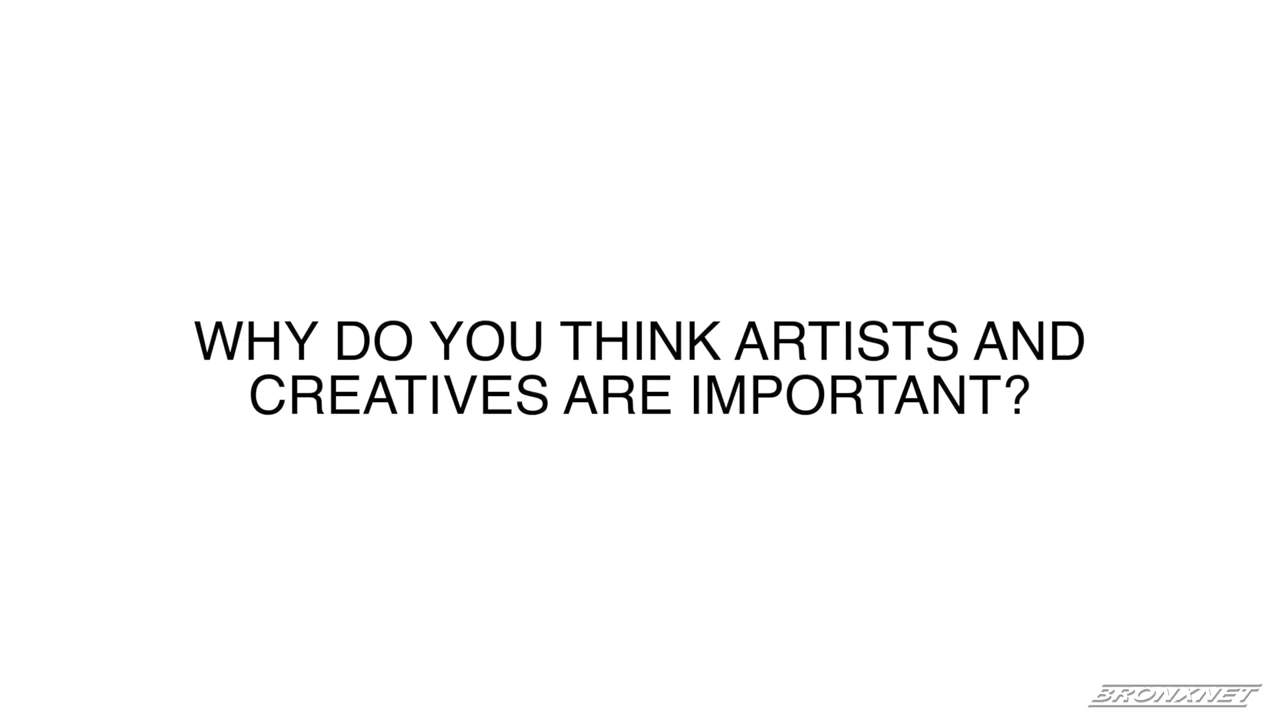 WHY DO YOU THINK ARTISTS AND
CREATIVES ARE IMPORTANT?
BRONXNET